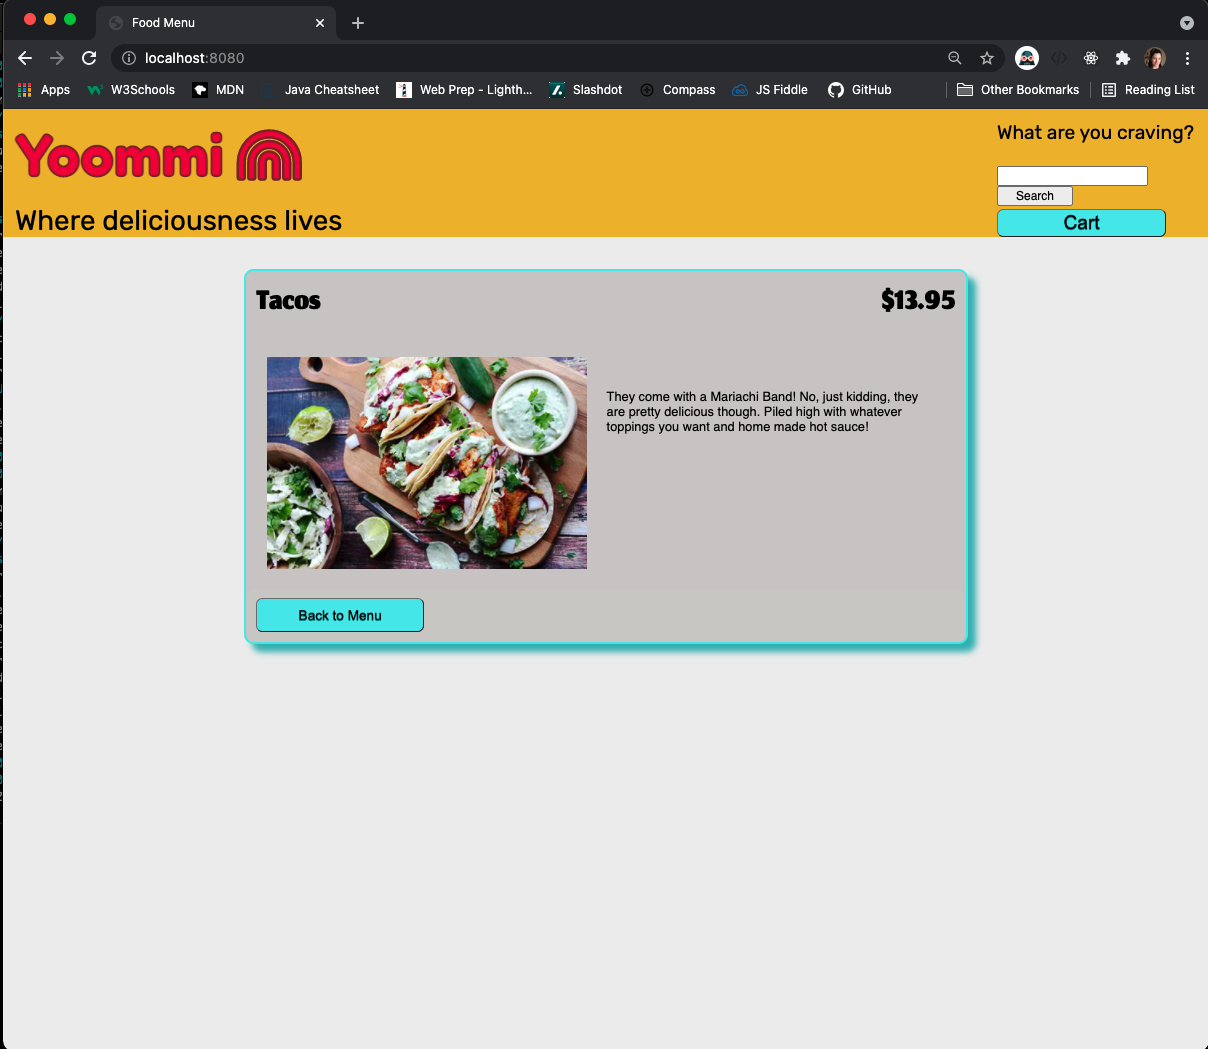 Food Menu
localhost:8080
Apps W3Schools MDN Java Cheatsheet Web Prep - Lighth... Slashdot Compass JS Fiddle GitHub Other Bookmarks Reading List
Yoommi
Where deliciousness lives
What are you craving?
Search
Cart
Tacos $13.95
They come with a Mariachi Band! No, just kidding, they
are pretty delicious though. Piled high with whatever
toppings you want and home made hot sauce!
Back to Menu